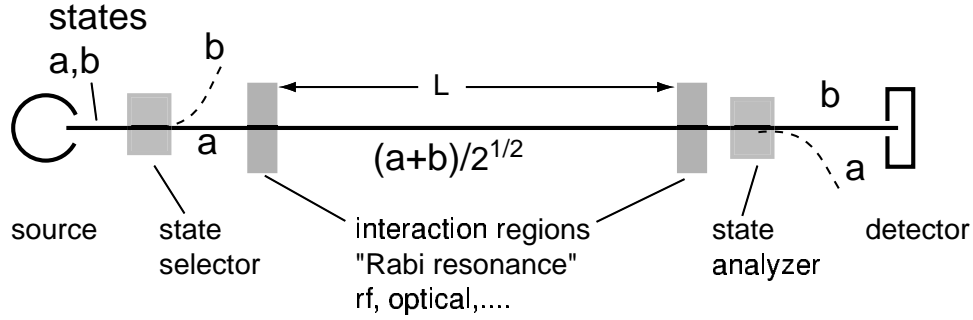 states
a,b
b
a
L
(a+b)/2^{1/2}
b
a
source
state
selector
interaction regions
"Rabi resonance"
rf, optical,....
state
analyzer
detector